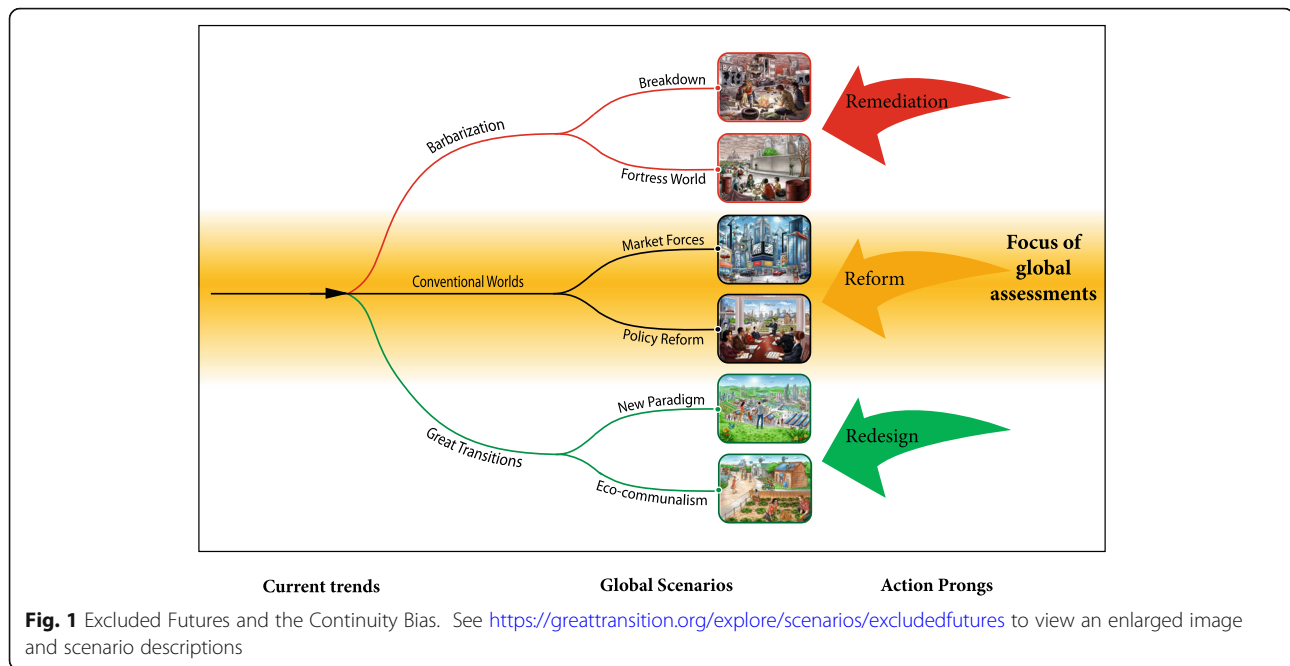 Breakdown
Remediation
Barbarization
Fortress World
Market Forces
Focus of
global
assessments
Conventional Worlds
Reform
Policy Reform
New Paradigm
Redesign
Great Transitions
Eco-communalism
Current trends
Global Scenarios
Action Prongs
Fig. 1 Excluded Futures and the Continuity Bias. See https://greattransition.org/explore/scenarios/excludedfutures to view an enlarged image
and scenario descriptions